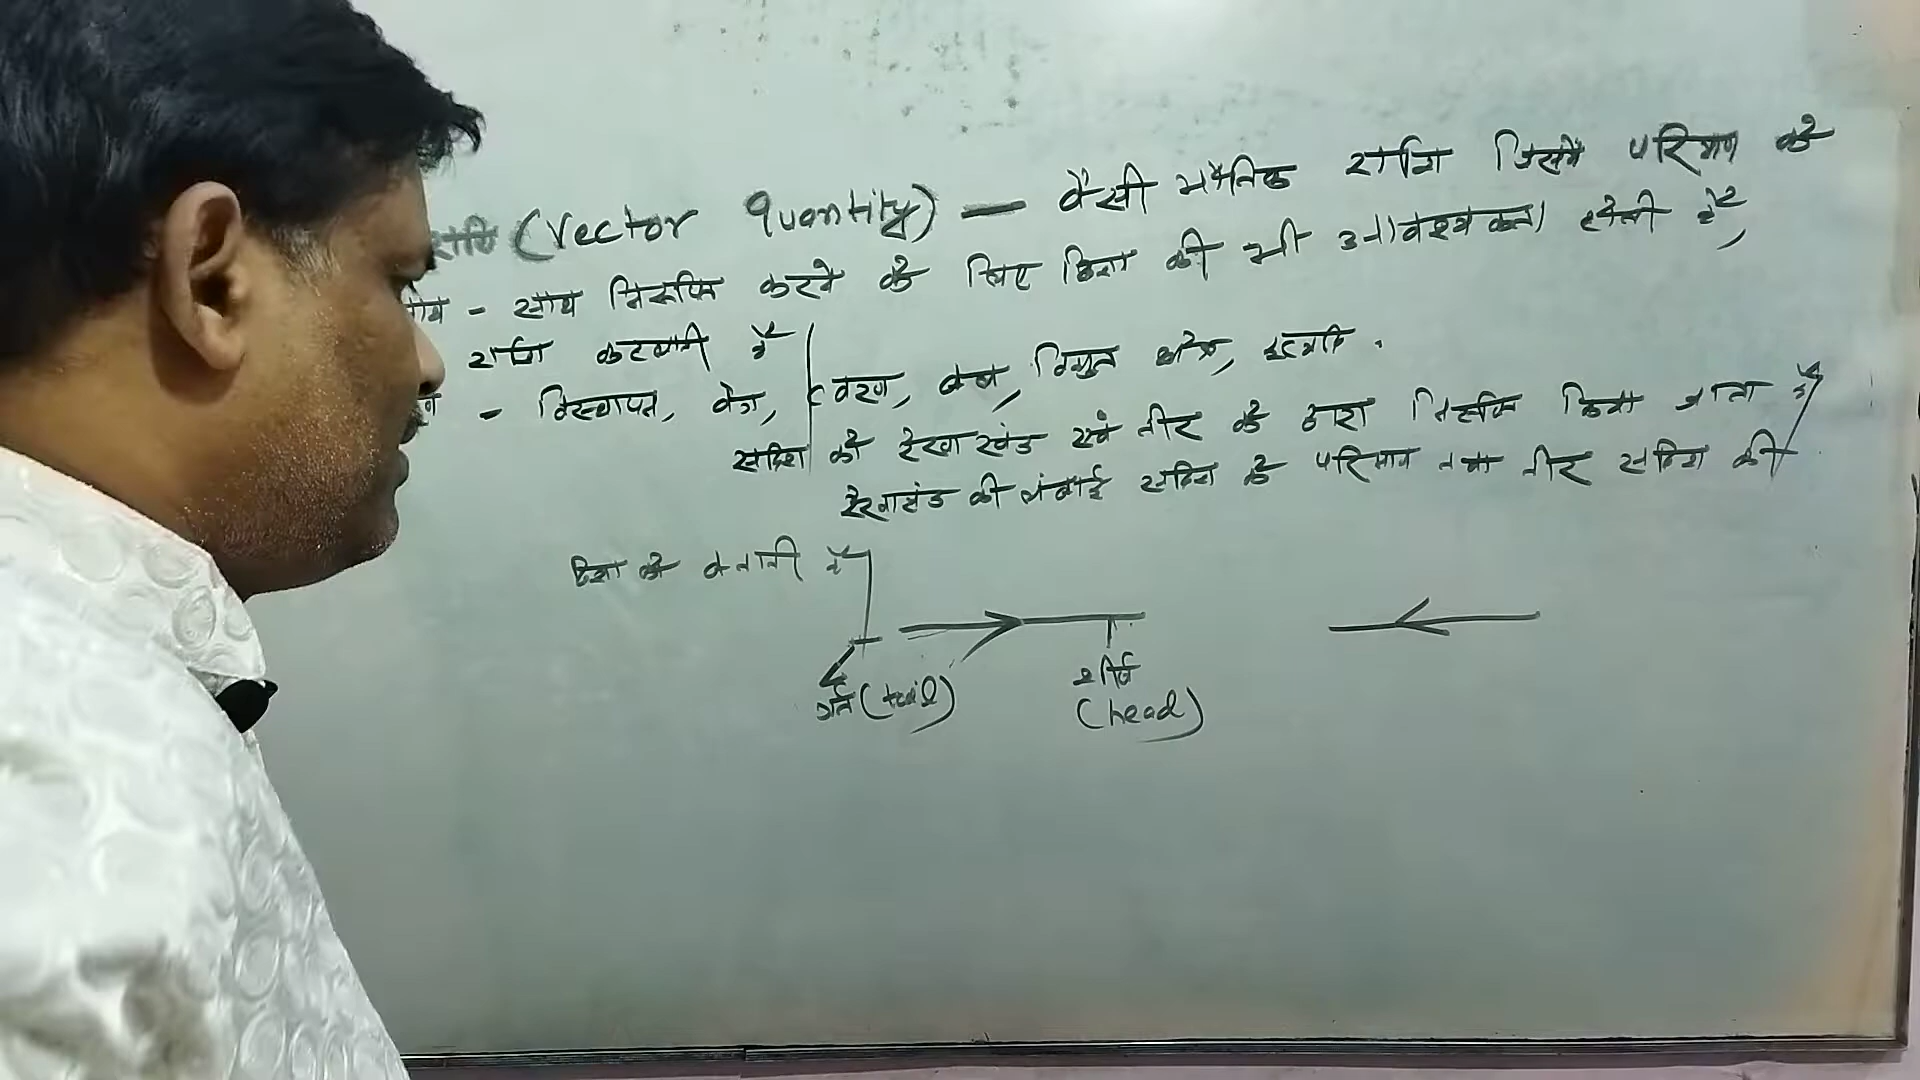 राशि (Vector Quantity) — वैसी भौतिक राशि जिसमें परिमाण के
साथ - साथ निरूपित करने के लिए दिशा की भी आवश्यकता होती है,
राशि कहलाती है
- विस्थापन, वेग, त्वरण, बल, विद्युत क्षेत्र, इत्यादि .
सदिश को रेखाखंड एवं तीर के द्वारा निरूपित किया जाता है
रेखाखंड की लंबाई सदिश के परिमाण तथा तीर सदिश की
दिशा को बताती है
(tail)
शीर्ष
(head)